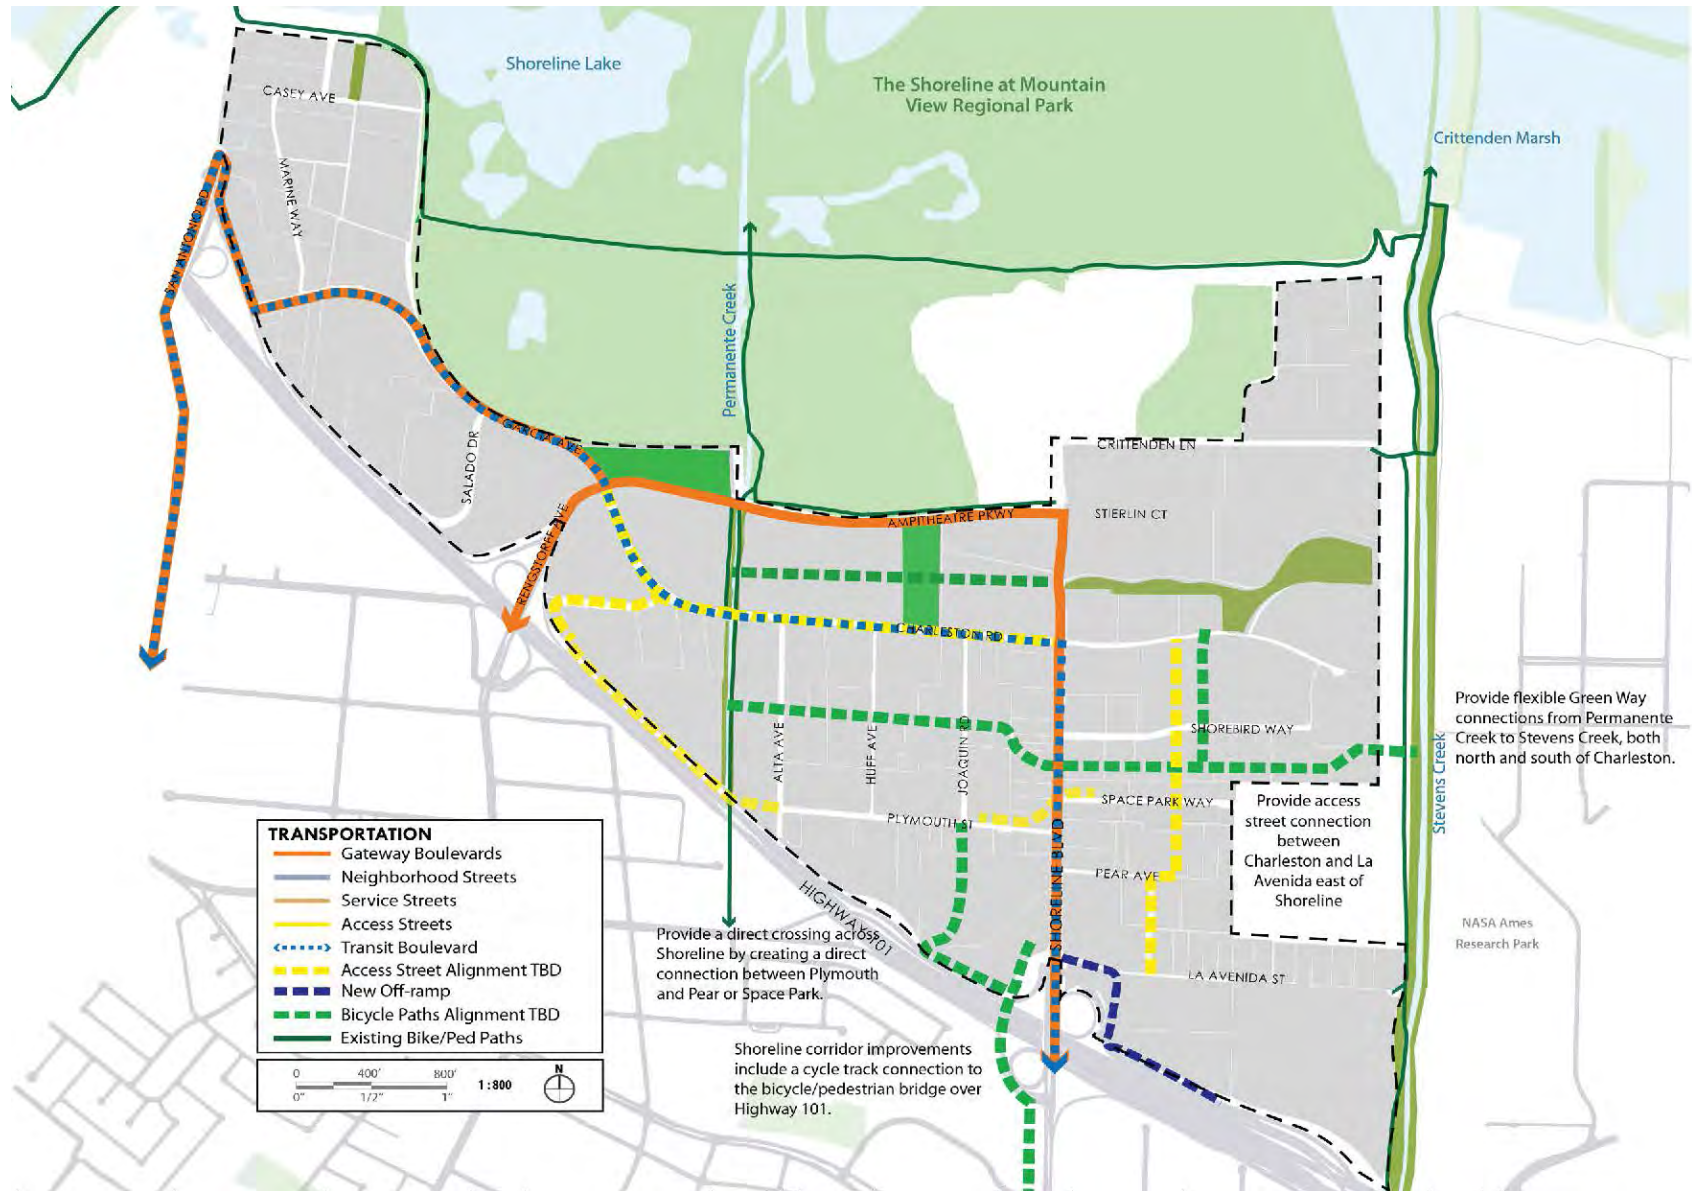 Shoreline Lake
The Shoreline at Mountain
View Regional Park
Crittenden Marsh
CASEY AVE
MARINE WAY
SAN ANTONIO RD
Permanente Creek
GARCIA AVE
SALADO DR
RENGSTORFF AVE
CRITTENDEN LN
AMPITHEATRE PKWY
STIERLIN CT
CHARLESTON RD
ALTA AVE
HUFF AVE
JOAQUIN RD
SHOREBIRD WAY
Provide flexible Green Way
connections from Permanente
Creek to Stevens Creek, both
north and south of Charleston.
Stevens Creek
SPACE PARK WAY
PLYMOUTH ST
Provide access
street connection
between
Charleston and La
Avenida east of
Shoreline
PEAR AVE
SHORELINE BLVD
HIGHWAY 101
NASA Ames
Research Park
LA AVENIDA ST
Provide a direct crossing across
Shoreline by creating a direct
connection between Plymouth
and Pear or Space Park.
Shoreline corridor improvements
include a cycle track connection to
the bicycle/pedestrian bridge over
Highway 101.
TRANSPORTATION
Gateway Boulevards
Neighborhood Streets
Service Streets
Access Streets
Transit Boulevard
Access Street Alignment TBD
New Off-ramp
Bicycle Paths Alignment TBD
Existing Bike/Ped Paths
0 400' 800'
0" 1/2" 1"
1:800
N